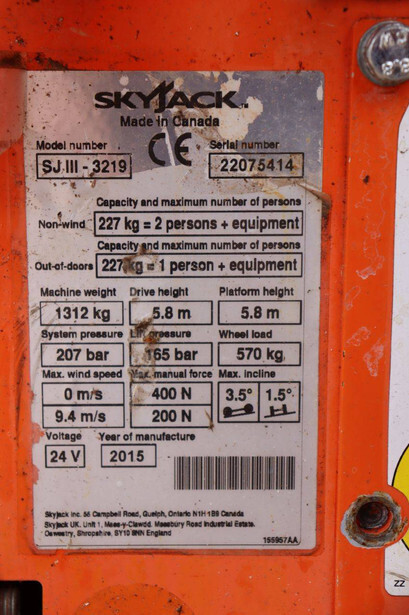 SKYJACK™
Made in Canada
Model number Serial number
CE
SJ III - 3219 22075414
Capacity and maximum number of persons
Non-wind 227 kg = 2 persons + equipment
Capacity and maximum number of persons
Out-of-doors 227 kg = 1 person + equipment
Machine weight Drive height Platform height
1312 kg 5.8 m 5.8 m
System pressure Lift pressure Wheel load
207 bar 165 bar 570 kg
Max. wind speed Max. manual force Max. incline
0 m/s 400 N 3.5° 1.5°
9.4 m/s 200 N
Voltage Year of manufacture
24 V 2015
Skyjack Inc. 55 Campbell Road, Guelph, Ontario N1H 1B9 Canada
Skyjack UK. Unit 1, Maes-y-Clawdd. Maesbury Road Industrial Estate.
Oswestry, Shropshire. SY10 8NN England
155957AA
ZZ